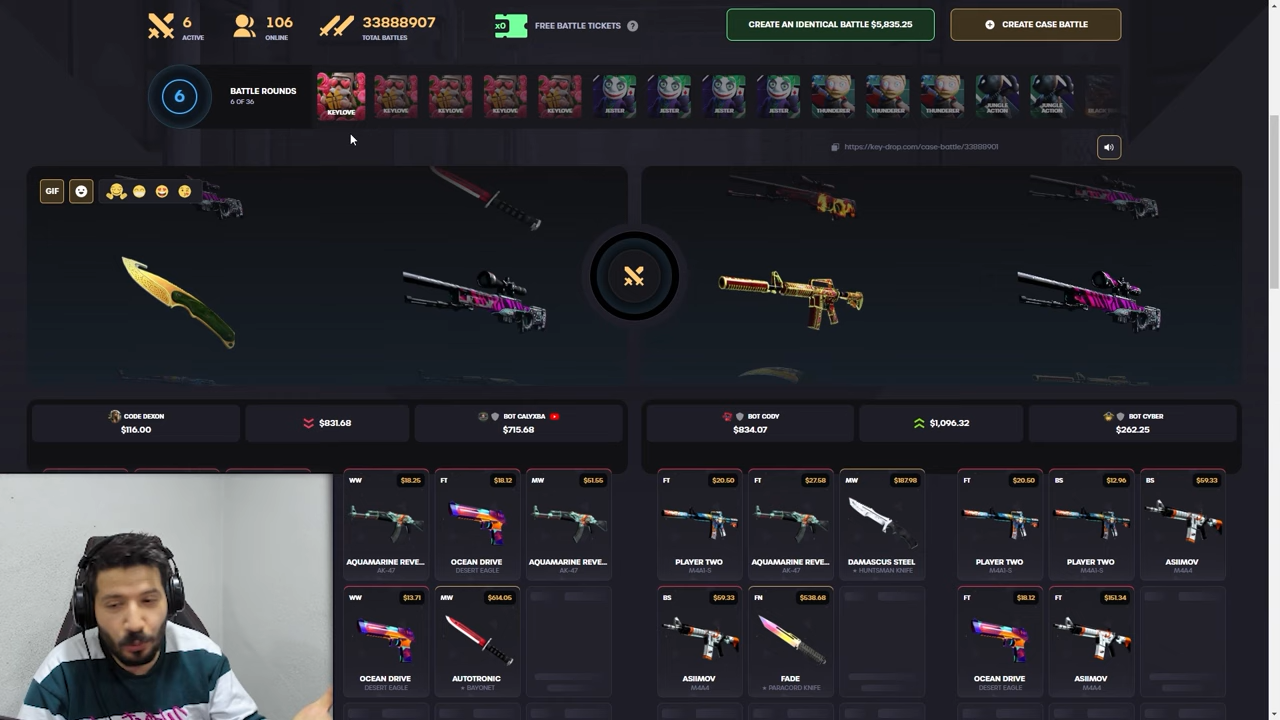 6
ACTIVE
106
ONLINE
33888907
TOTAL BATTLES
x0
FREE BATTLE TICKETS
?
CREATE AN IDENTICAL BATTLE $5,835.25
CREATE CASE BATTLE
6
BATTLE ROUNDS
6 OF 36
KEYLOVE
KEYLOVE
KEYLOVE
KEYLOVE
KEYLOVE
JESTER
JESTER
JESTER
JESTER
THUNDERER
THUNDERER
THUNDERER
JUNGLE ACTION
JUNGLE ACTION
https://key-drop.com/case-battle/33888901
GIF
CODE DEXON
$116.00
$831.68
BOT CALYXBA
$715.68
BOT CODY
$834.07
$1,096.32
BOT CYBER
$262.25
WW $18.25
AQUAMARINE REVE...
AK-47
FT $18.12
OCEAN DRIVE
DESERT EAGLE
MW $51.55
AQUAMARINE REVE...
AK-47
FT $20.50
PLAYER TWO
M4A1-S
FT $27.58
AQUAMARINE REVE...
AK-47
MW $187.98
DAMASCUS STEEL
★ HUNTSMAN KNIFE
FT $20.50
PLAYER TWO
M4A1-S
BS $12.96
PLAYER TWO
M4A1-S
BS $59.33
ASIIMOV
M4A4
WW $13.71
OCEAN DRIVE
DESERT EAGLE
MW $614.05
AUTOTRONIC
★ BAYONET
BS $59.33
ASIIMOV
M4A4
FN $538.68
FADE
★ PARACORD KNIFE
FT $18.12
OCEAN DRIVE
DESERT EAGLE
FT $151.34
ASIIMOV
M4A4